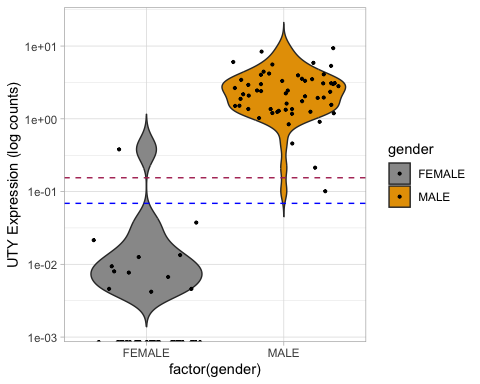 UTY Expression (log counts)
1e+01
1e+00
1e-01
1e-02
1e-03
FEMALE
MALE
factor(gender)
gender
FEMALE
MALE